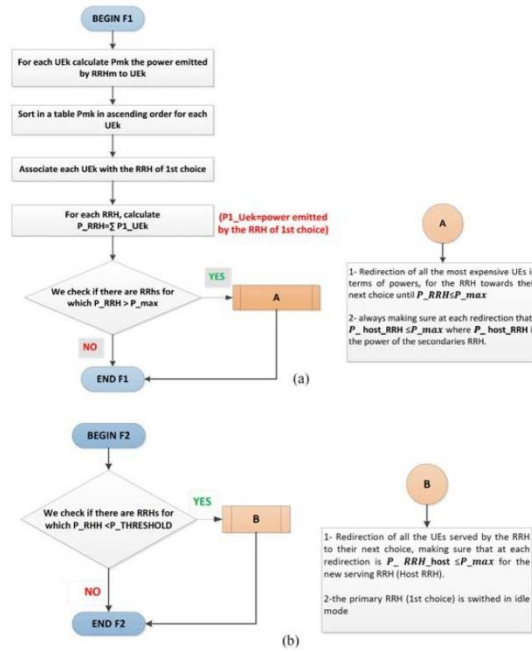 BEGIN F1
For each UEk calculate Pmk the power emitted
by RRHm to UEk
Sort in a table Pmk in ascending order for each
UEk
Associate each UEk with the RRH of 1st choice
For each RRH, calculate
P_RRH=∑ P1_UEk
(P1_Uek=power emitted
by the RRH of 1st choice)
We check if there are RRHs for
which P_RRH > P_max
YES
A
NO
END F1
(a)
A
1- Redirection of all the most expensive UEs i
terms of powers, for the RRH towards thei
next choice until P_RRH≤P_max
2- always making sure at each redirection that
P_ host_RRH ≤P_max where P_ host_RRH i
the power of the secondaries RRH.
BEGIN F2
We check if there are RRHs for
which P_RHH <P_THRESHOLD
YES
B
NO
END F2
(b)
B
1- Redirection of all the UEs served by the RRH
to their next choice, making sure that at each
redirection is P_ RRH_host ≤P_max for the
new serving RRH (Host RRH).
2-the primary RRH (1st choice) is swithed in idle
mode